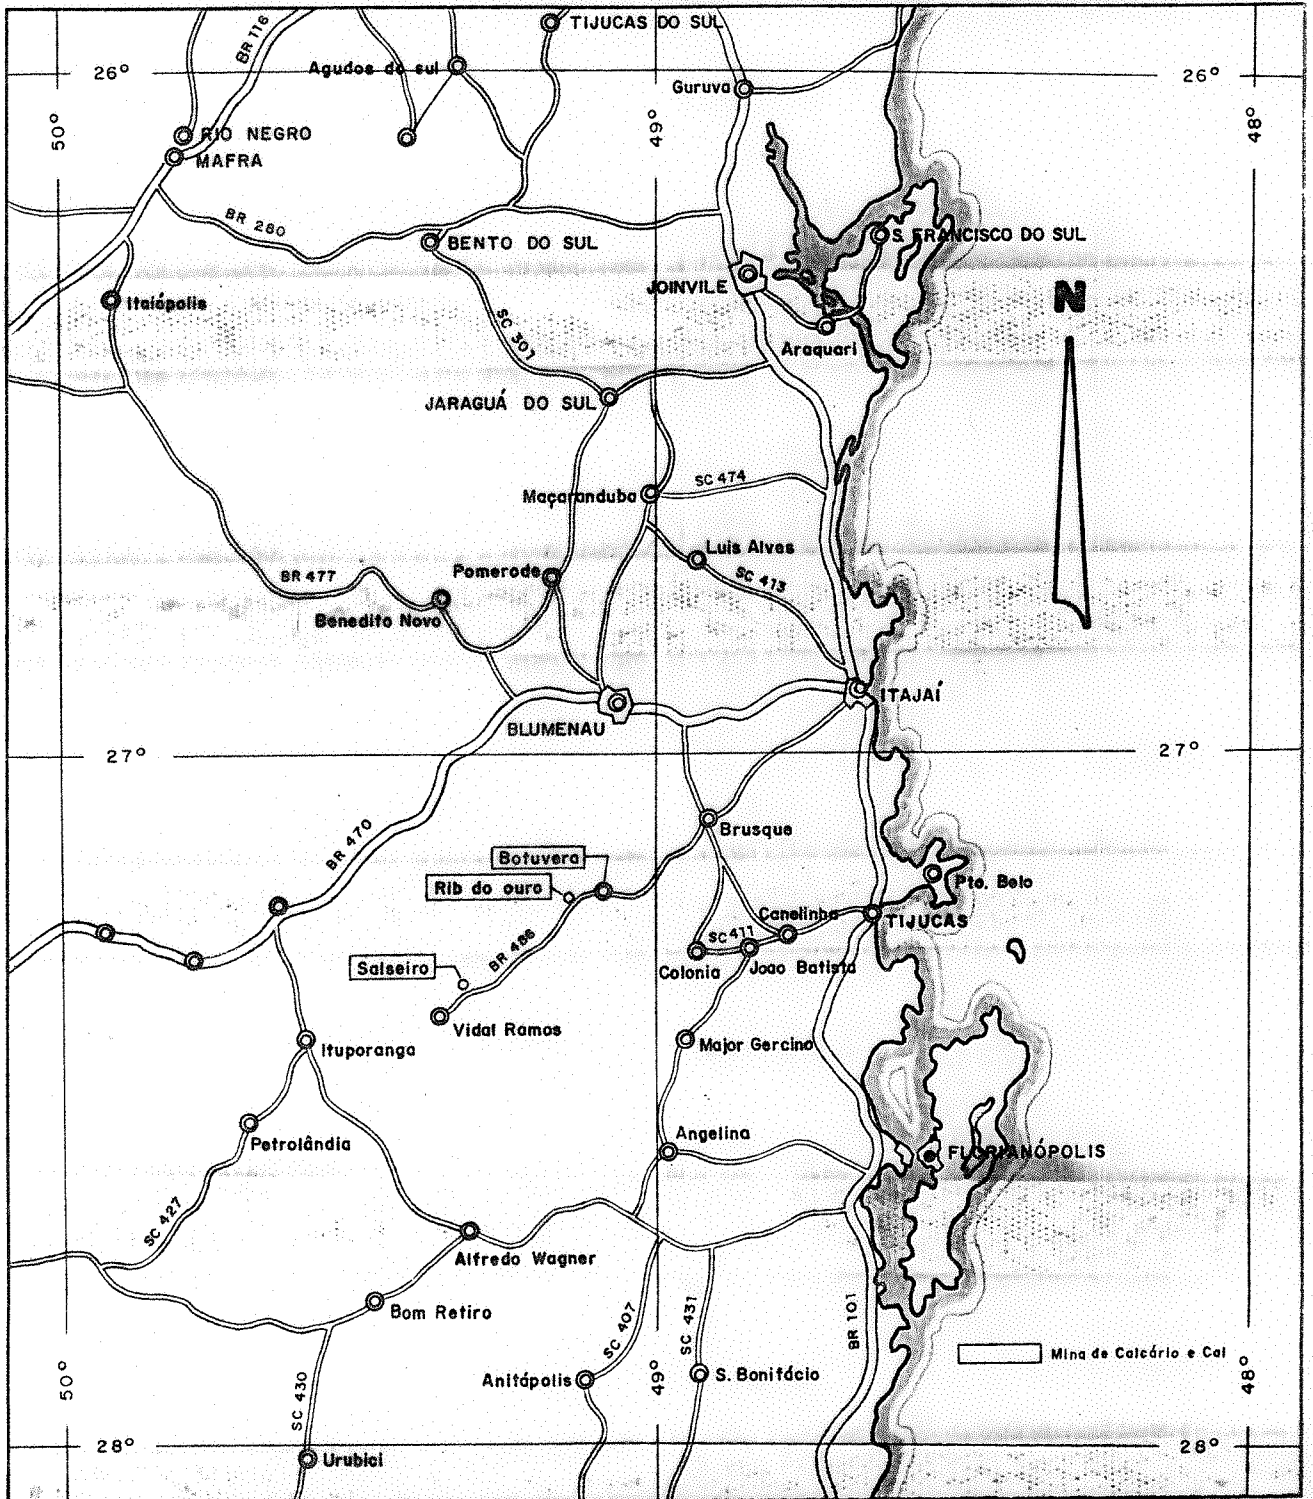 BR 116
TIJUCAS DO SUL
Agudos do sul
26°
26°
Guruva
50°
49°
48°
RIO NEGRO
MAFRA
BR 280
BENTO DO SUL
S. FRANCISCO DO SUL
JOINVILE
N
Itaiópolis
SC 301
Araquari
JARAGUÁ DO SUL
Maçaranduba
SC 474
Luis Alves
BR 477
Pomerode
SC 413
Benedito Novo
ITAJAÍ
BLUMENAU
27°
27°
BR 470
Brusque
Botuvera
Rib do ouro
Pto. Belo
Canelinha
TIJUCAS
SC 411
BR 486
Salseiro
Colonia
Joao Batista
Vidal Ramos
Ituporanga
Major Gercino
Petrolândia
Angelina
FLORIANÓPOLIS
SC 427
Alfredo Wagner
Bom Retiro
SC 407
SC 431
BR 101
Mina de Calcário e Cal
50°
SC 430
Anitápolis
49°
S. Bonifácio
48°
28°
28°
Urubici